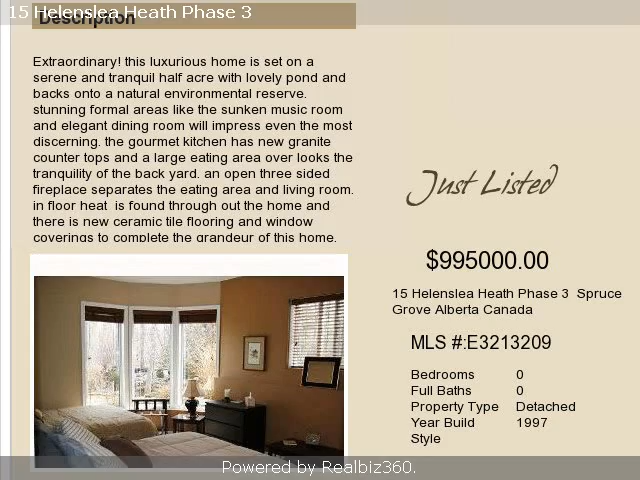 15 Helenslea Heath Phase 3
Description
Extraordinary! this luxurious home is set on a
serene and tranquil half acre with lovely pond and
backs onto a natural environmental reserve.
stunning formal areas like the sunken music room
and elegant dining room will impress even the most
discerning. the gourmet kitchen has new granite
counter tops and a large eating area over looks the
tranquility of the back yard. an open three sided
fireplace separates the eating area and living room.
in floor heat is found through out the home and
there is new ceramic tile flooring and window
coverings to complete the grandeur of this home.
Just Listed
$995000.00
15 Helenslea Heath Phase 3 Spruce
Grove Alberta Canada
MLS #:E3213209
Bedrooms 0
Full Baths 0
Property Type Detached
Year Build 1997
Style
Powered by Realbiz360.